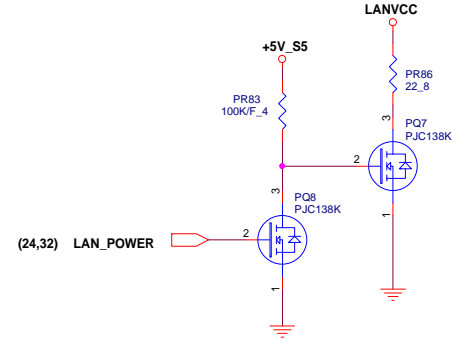 LANVCC
+5V_S5
PR86
22_8
PR83
100K/F_4
3
PQ7
PJC138K
2
1
3
PQ8
PJC138K
(24,32) LAN_POWER
2
1